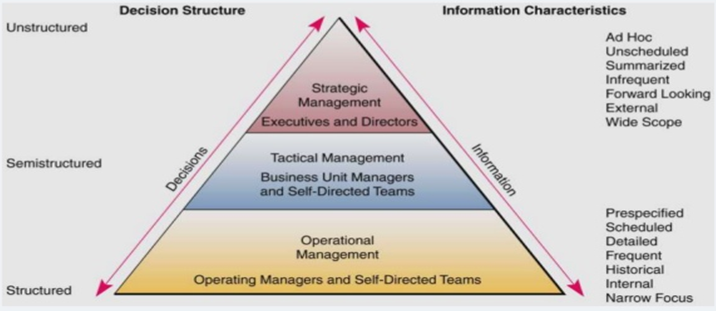 Decision Structure
Information Characteristics
Unstructured
Semistructured
Structured
Decisions
Strategic
Management
Executives and Directors
Tactical Management
Business Unit Managers
and Self-Directed Teams
Operational
Management
Operating Managers and Self-Directed Teams
Information
Ad Hoc
Unscheduled
Summarized
Infrequent
Forward Looking
External
Wide Scope
Prespecified
Scheduled
Detailed
Frequent
Historical
Internal
Narrow Focus